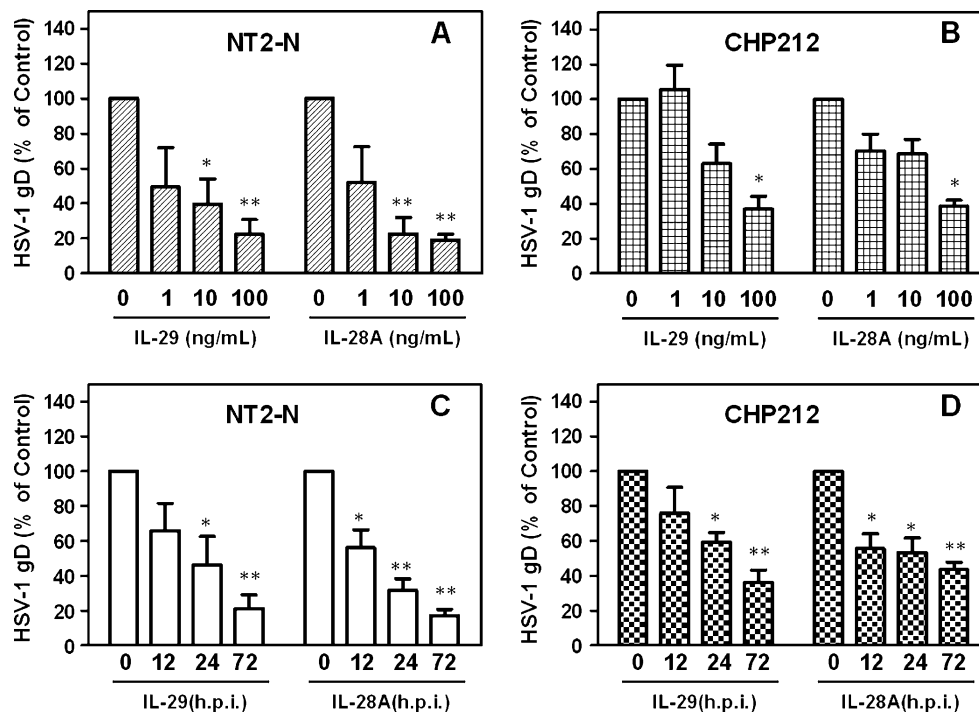 A
NT2-N
HSV-1 gD (% of Control)
140
120
100
80
60
40
20
0
** ** ** *
0 1 10 100 0 1 10 100
IL-29 (ng/mL) IL-28A (ng/mL)
B
CHP212
HSV-1 gD (% of Control)
140
120
100
80
60
40
20
0
* *
0 1 10 100 0 1 10 100
IL-29 (ng/mL) IL-28A (ng/mL)
C
NT2-N
HSV-1 gD (% of Control)
140
120
100
80
60
40
20
0
* ** * ** **
0 12 24 72 0 12 24 72
IL-29(h.p.i.) IL-28A(h.p.i.)
D
CHP212
HSV-1 gD (% of Control)
140
120
100
80
60
40
20
0
* ** * * **
0 12 24 72 0 12 24 72
IL-29(h.p.i.) IL-28A(h.p.i.)